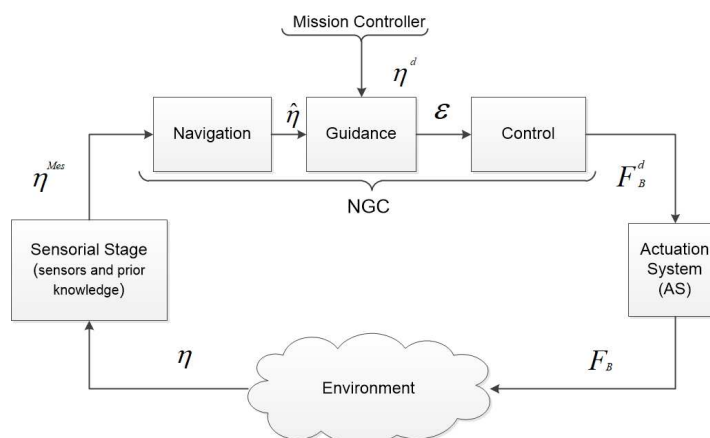 Mission Controller
η^d
Navigation
η̂
Guidance
ε
Control
η^Mes
NGC
F_B^d
Sensorial Stage
(sensors and prior
knowledge)
Actuation
System
(AS)
η
Environment
F_B